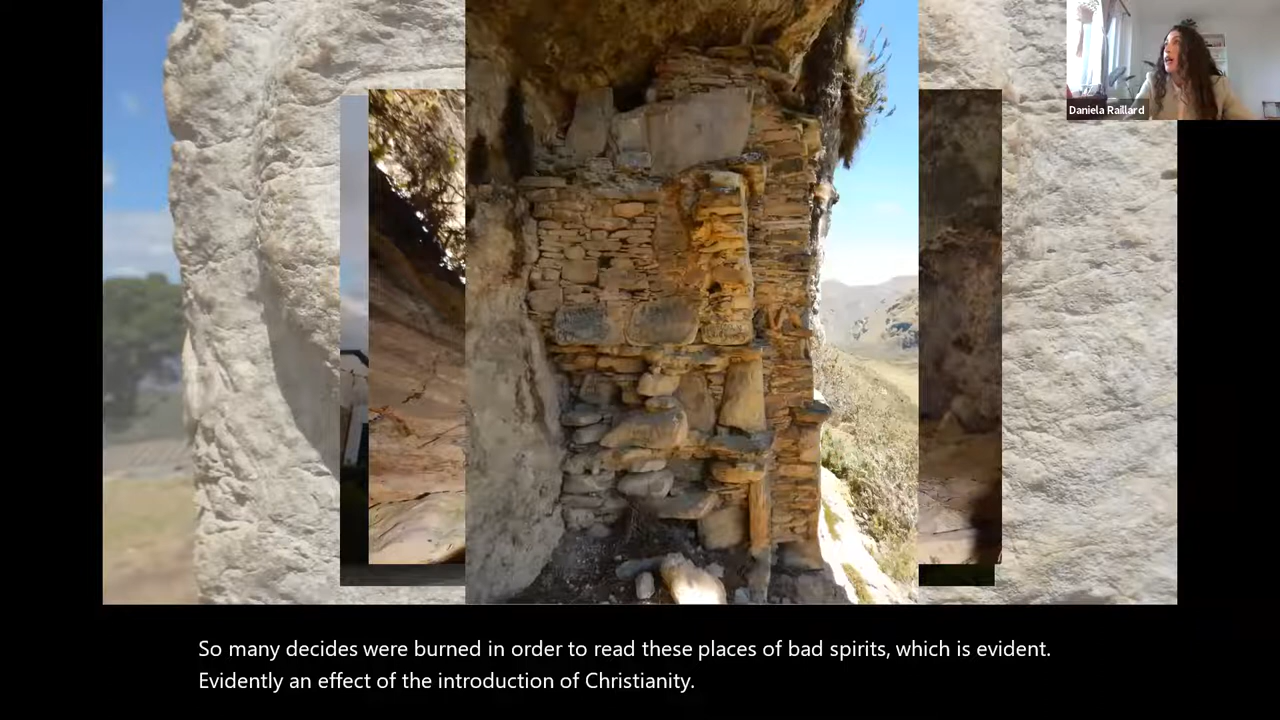 Daniela Raillard
So many decides were burned in order to read these places of bad spirits, which is evident.
Evidently an effect of the introduction of Christianity.